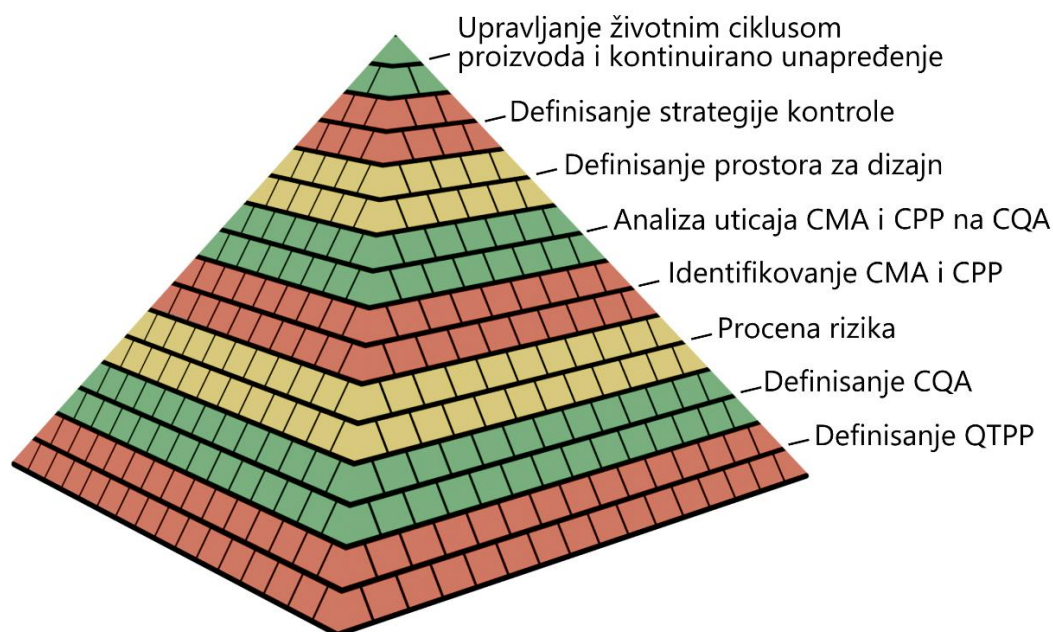 Upravljanje životnim ciklusom
proizvoda i kontinuirano unapređenje
Definisanje strategije kontrole
Definisanje prostora za dizajn
Analiza uticaja CMA i CPP na CQA
Identifikovanje CMA i CPP
Procena rizika
Definisanje CQA
Definisanje QTPP